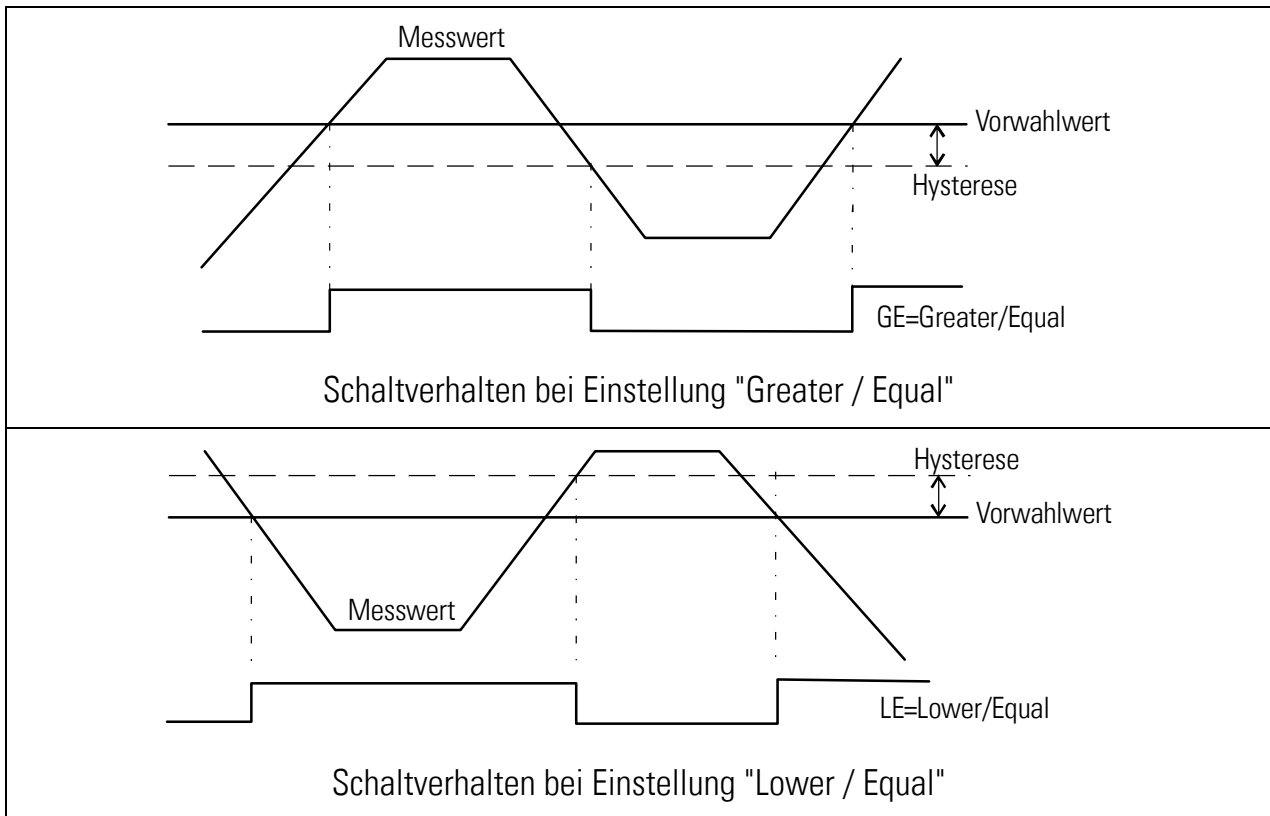 Messwert
Vorwahlwert
Hysterese
GE=Greater/Equal
Schaltverhalten bei Einstellung "Greater / Equal"
Hysterese
Vorwahlwert
Messwert
LE=Lower/Equal
Schaltverhalten bei Einstellung "Lower / Equal"